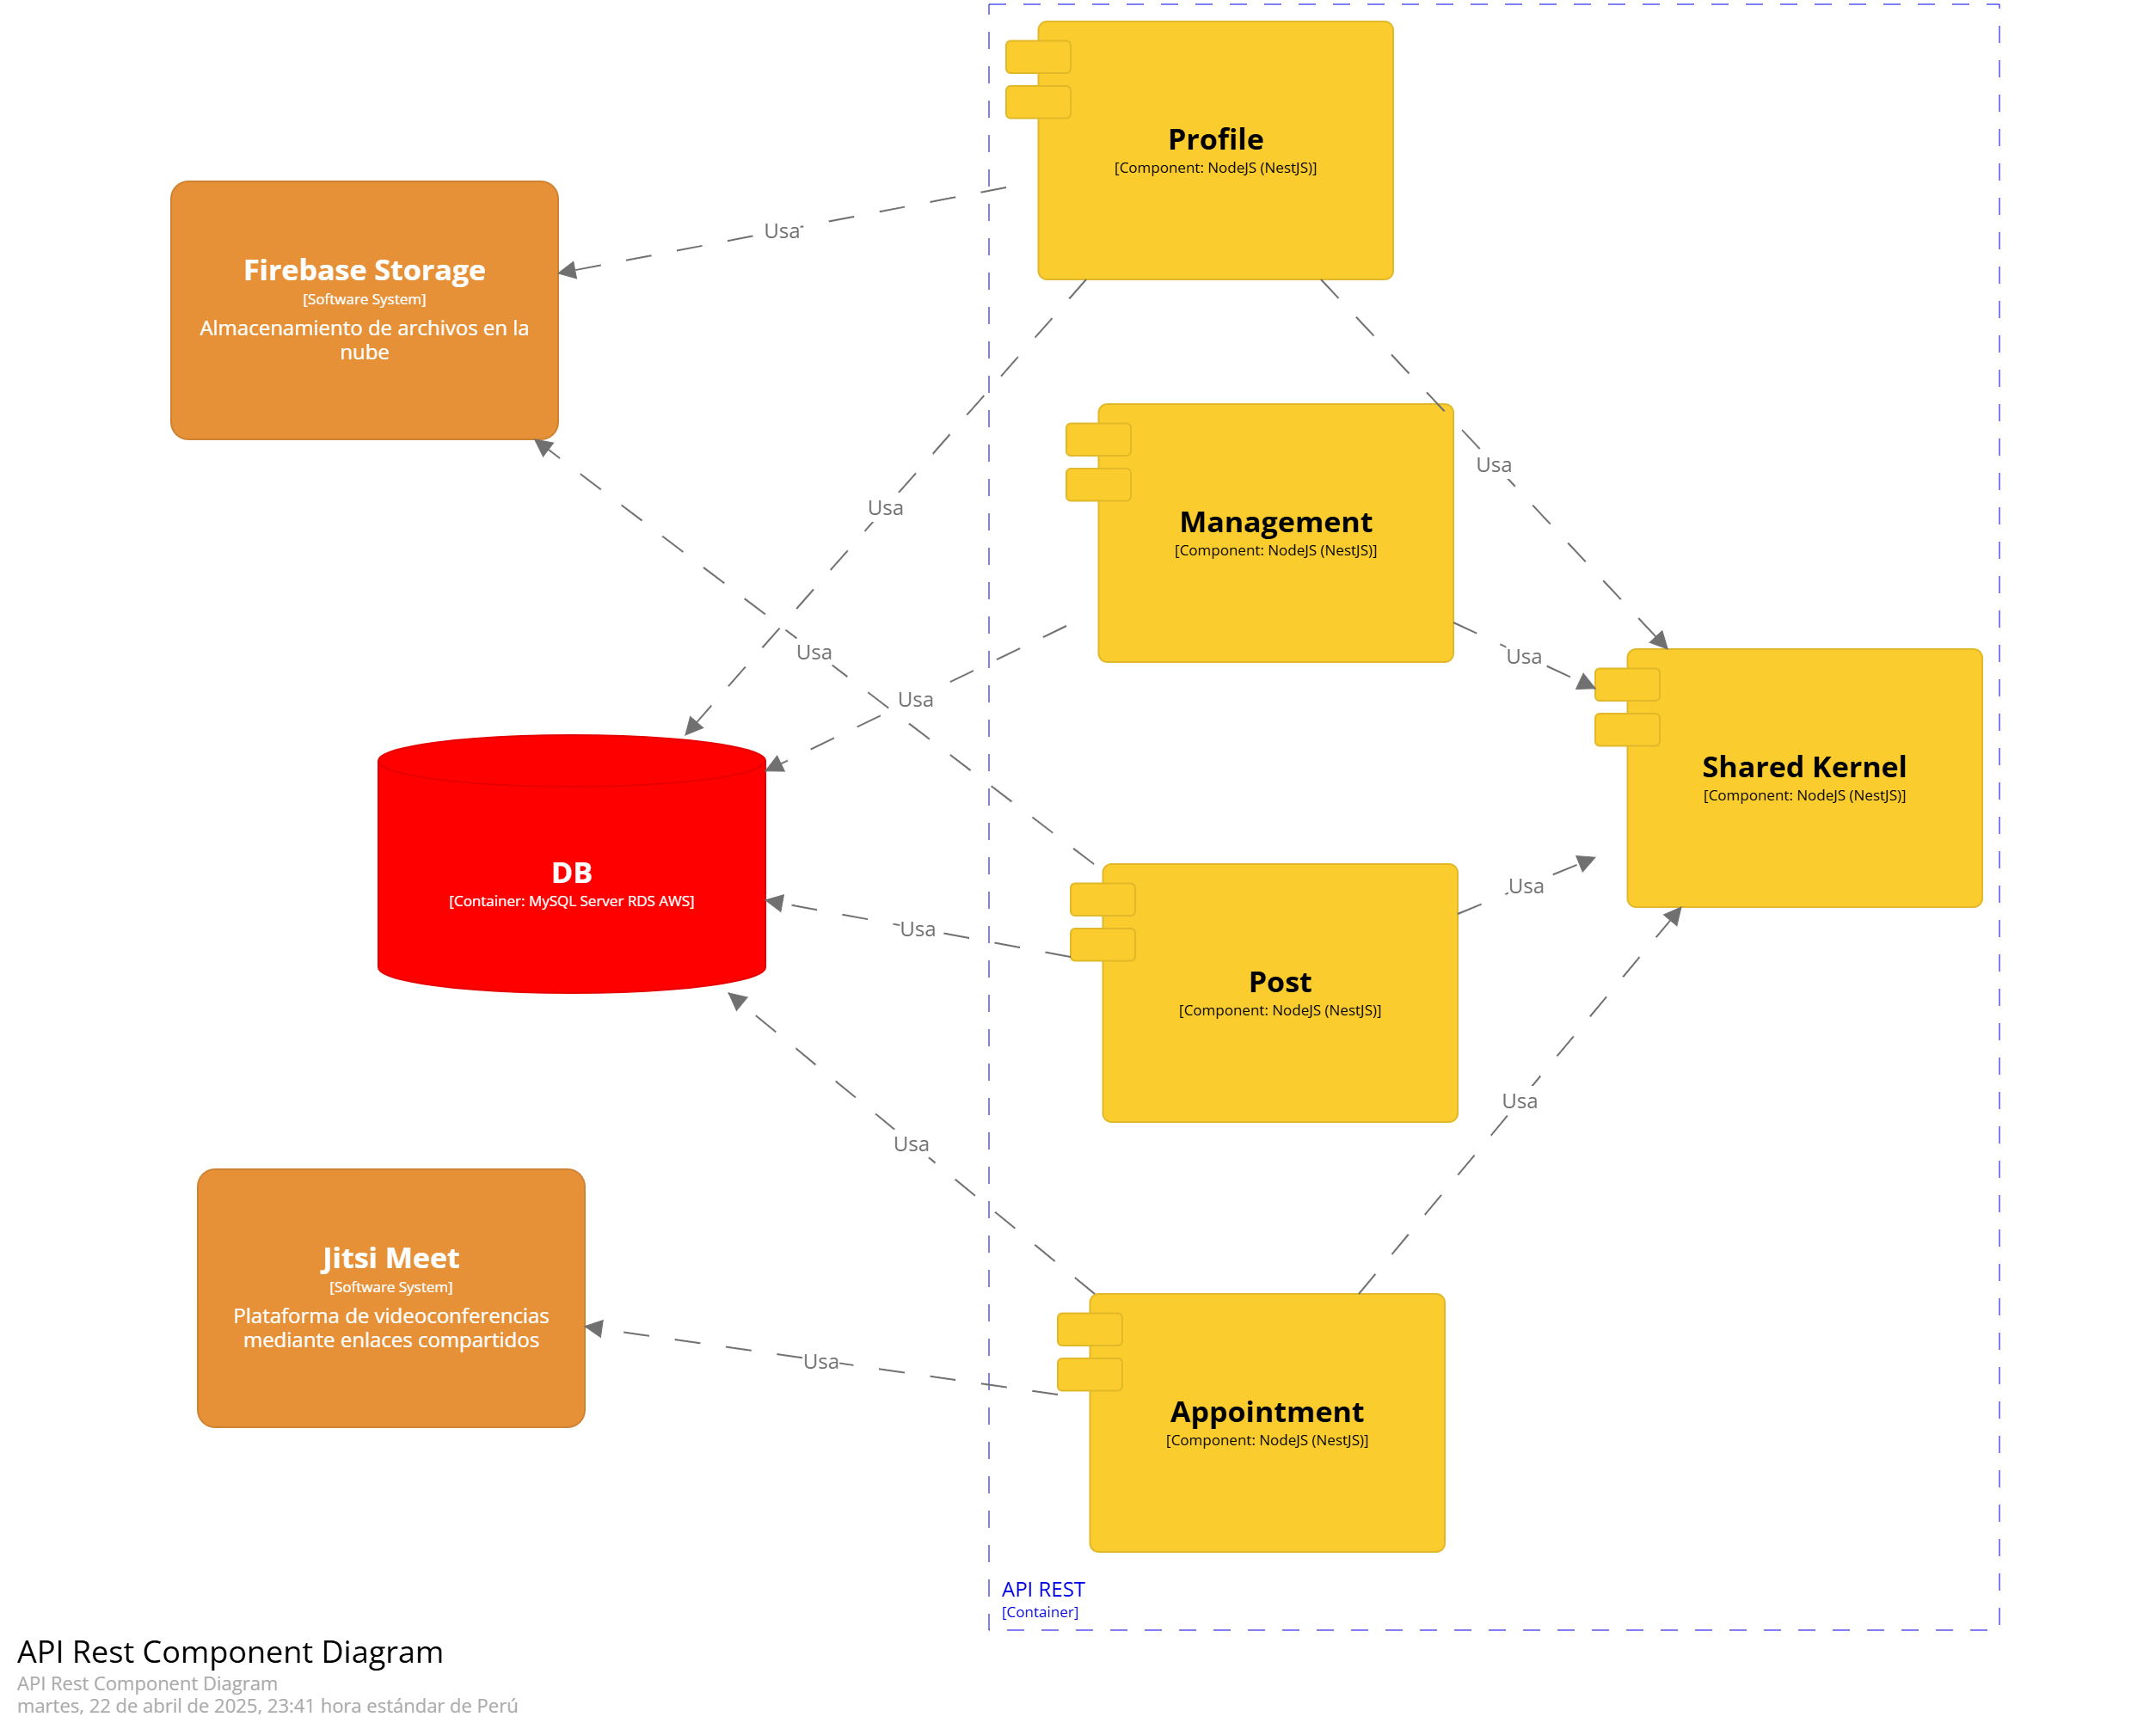 Profile
[Component: NodeJS (NestJS)]
Usa
Firebase Storage
[Software System]
Almacenamiento de archivos en la
nube
Usa
Usa
Management
[Component: NodeJS (NestJS)]
Usa
Usa
Usa
Shared Kernel
[Component: NodeJS (NestJS)]
DB
[Container: MySQL Server RDS AWS]
Usa
Usa
Post
[Component: NodeJS (NestJS)]
Usa
Usa
Jitsi Meet
[Software System]
Plataforma de videoconferencias
mediante enlaces compartidos
Usa
Appointment
[Component: NodeJS (NestJS)]
API REST
[Container]
API Rest Component Diagram
API Rest Component Diagram
martes, 22 de abril de 2025, 23:41 hora estándar de Perú